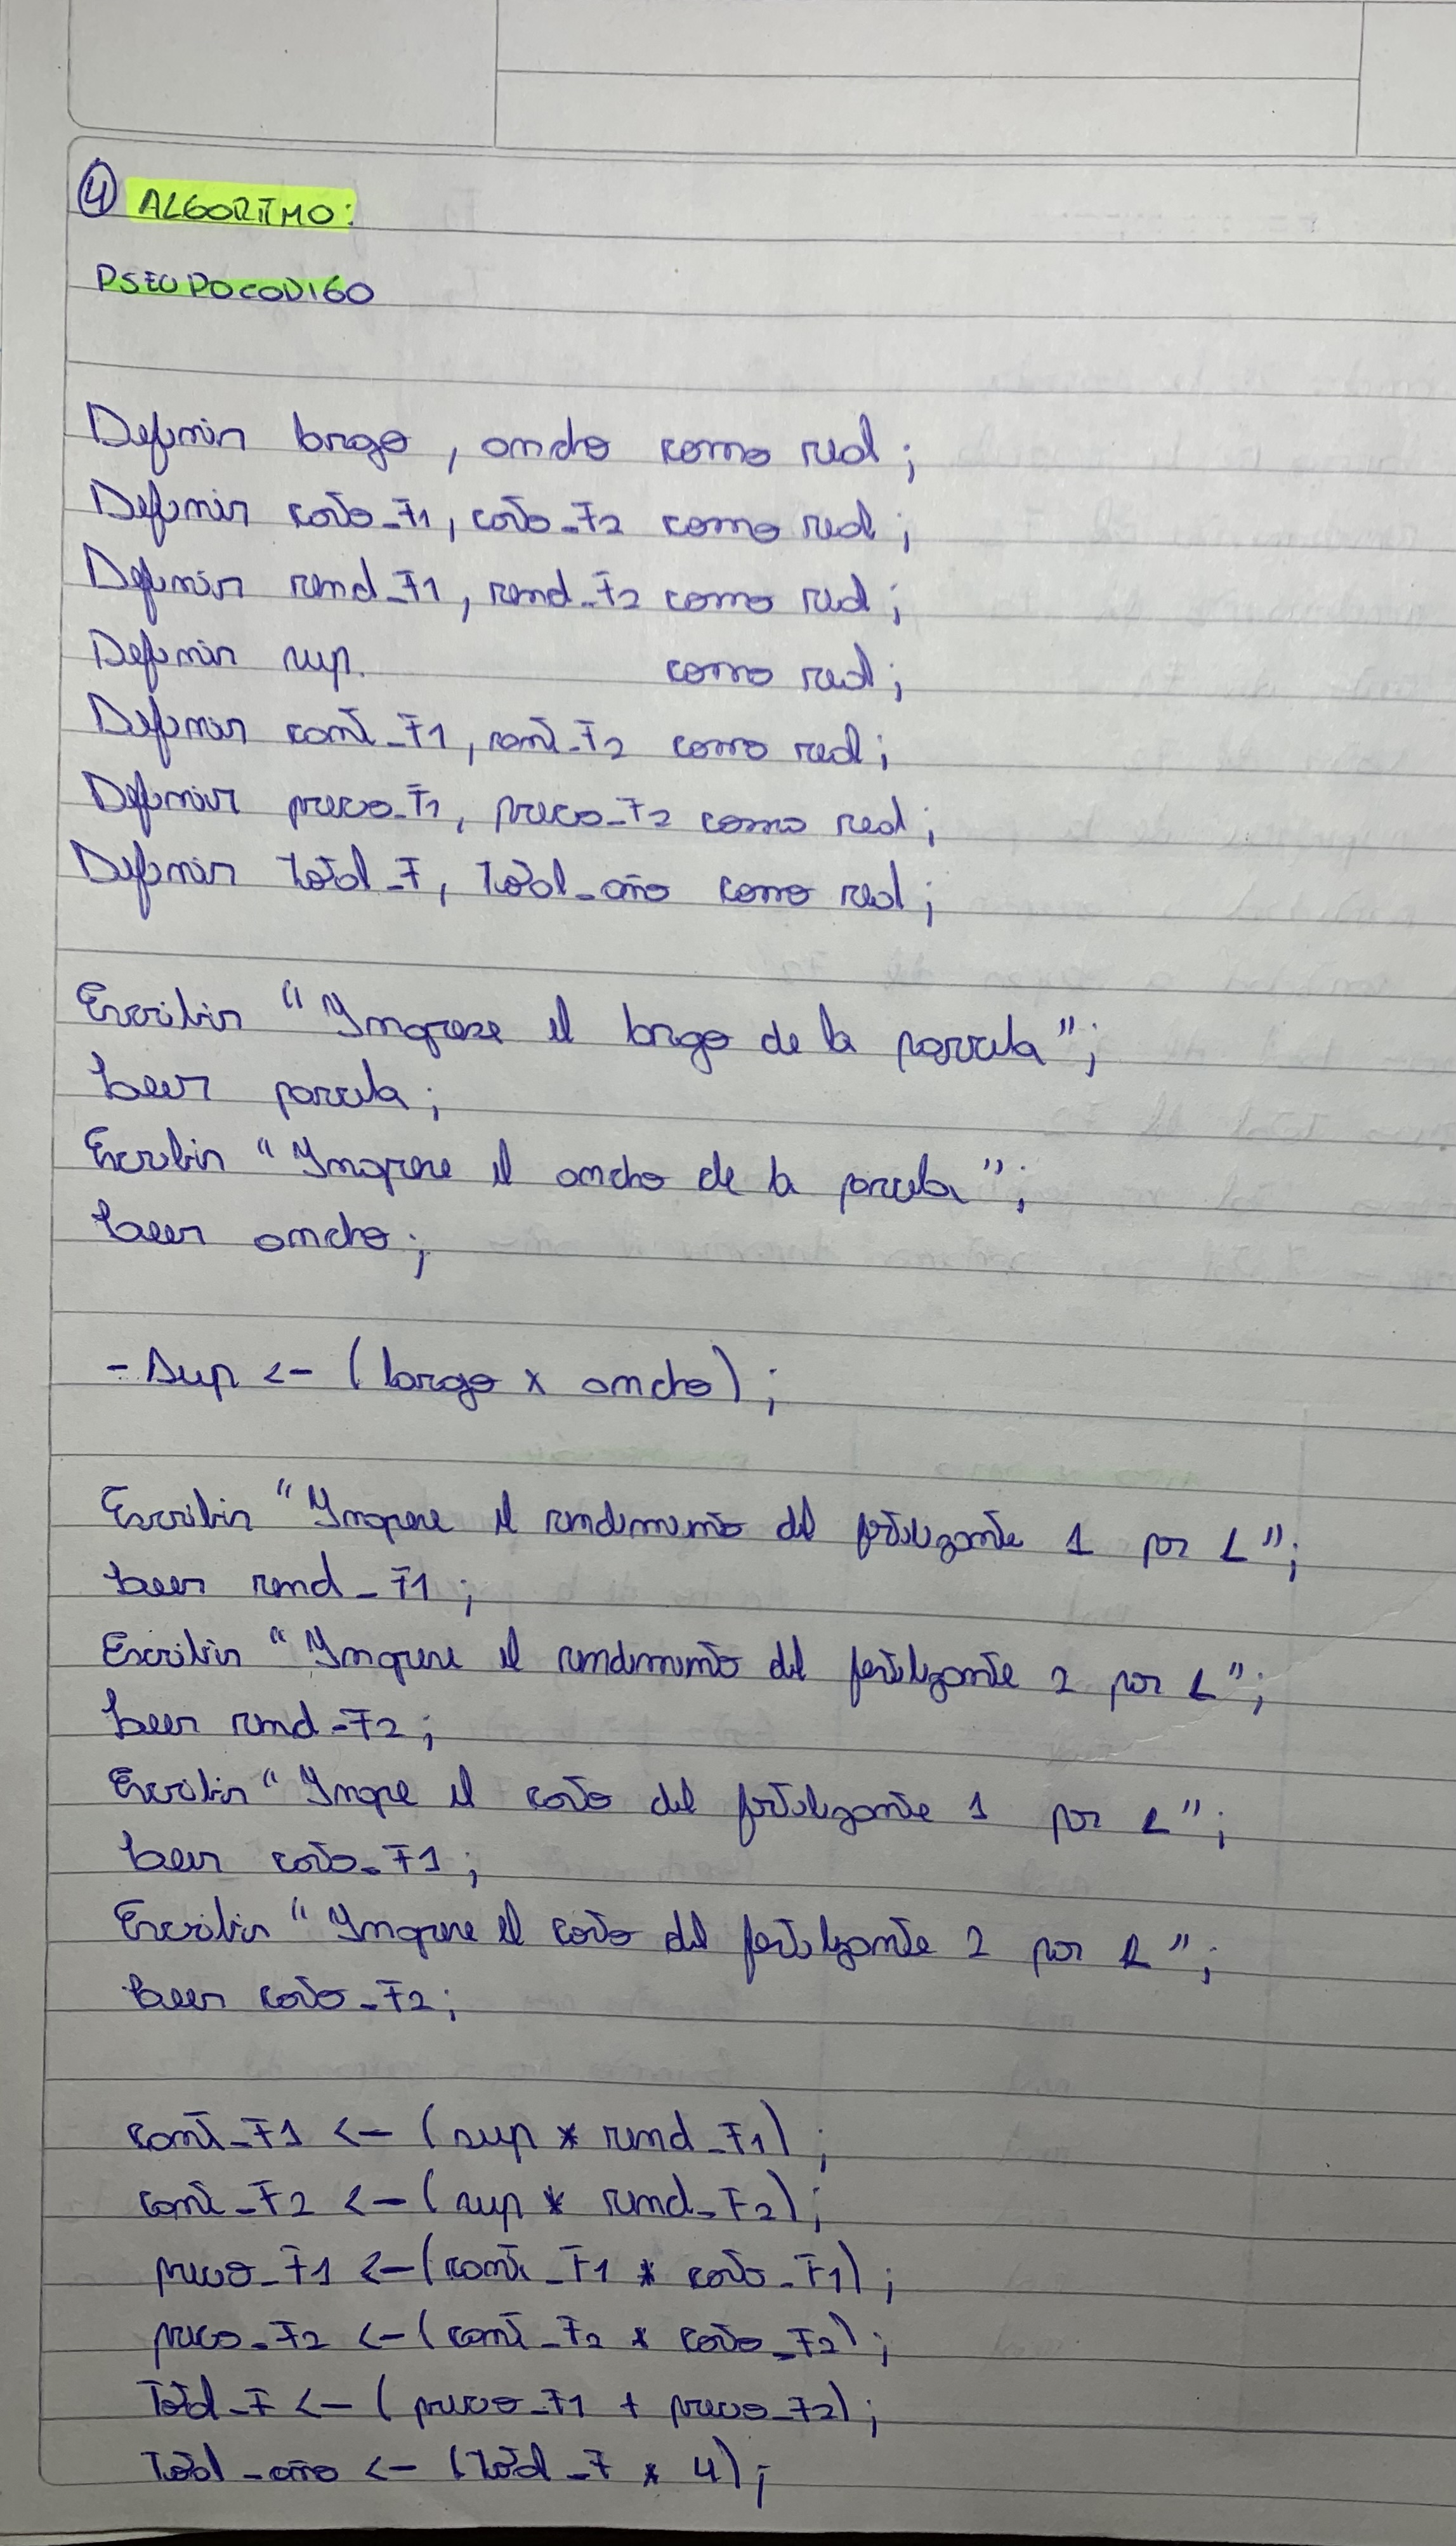 ④ ALGORITMO:
PSEUDOCODIGO
Definir largo, ancho como real;
Definir costo_F1, costo_F2 como real;
Definir rend_F1, rend_F2 como real;
Definir sup. como real;
Definir cant_F1, cant_F2 como real;
Definir precio_F1, precio_F2 como real;
Definir total_F, total_año como real;
Escribir "Ingrese el largo de la parcela";
Leer parcela;
Escribir "Ingrese el ancho de la parcela";
Leer ancho;
- Sup <- (largo x ancho);
Escribir "Ingrese el rendimiento del fertilizante 1 por L";
Leer rend_F1;
Escribir "Ingrese el rendimiento del fertilizante 2 por L";
Leer rend_F2;
Escribir "Ingre el costo del fertilizante 1 por L";
Leer costo_F1;
Escribir "Ingrese el costo del fertilizante 2 por L";
Leer costo_F2;
cant_F1 <- (sup * rend_F1);
cant_F2 <- (sup * rend_F2);
precio_F1 <- (cant_F1 * costo_F1);
precio_F2 <- (cant_F2 * costo_F2);
Total_F <- (precio_F1 + precio_F2);
Total_año <- (total_F * 4);